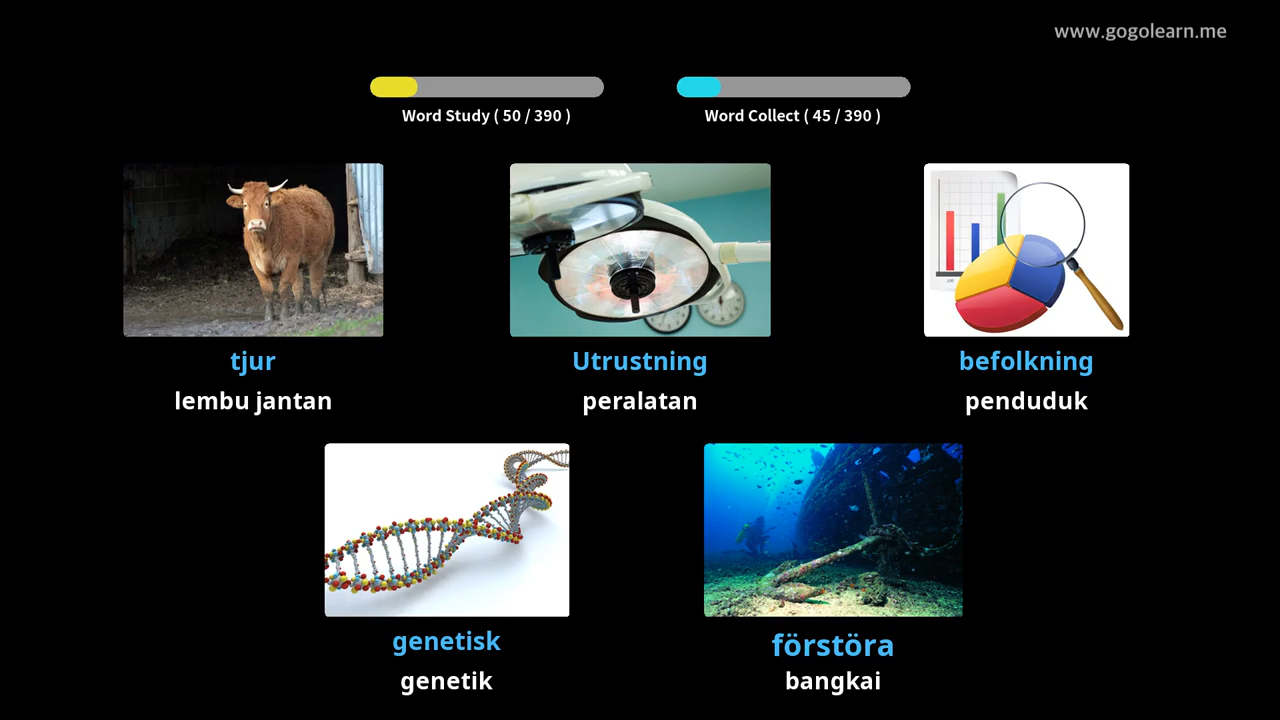 www.gogolearn.me
Word Study ( 50 / 390 )
Word Collect ( 45 / 390 )
tjur
lembu jantan
Utrustning
peralatan
befolkning
penduduk
genetisk
genetik
förstöra
bangkai